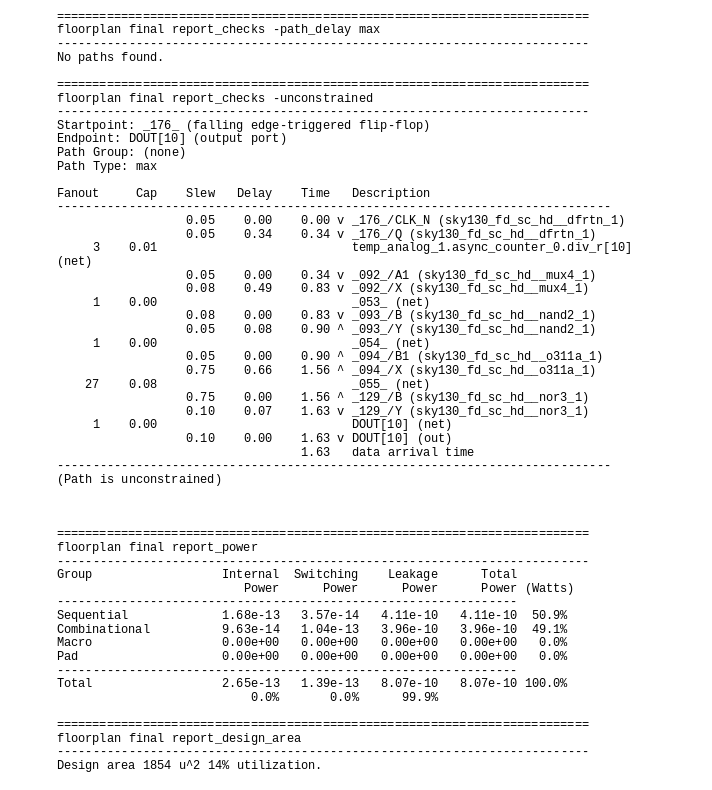 ==========================================================================
floorplan final report_checks -path_delay max
--------------------------------------------------------------------------
No paths found.
==========================================================================
floorplan final report_checks -unconstrained
--------------------------------------------------------------------------
Startpoint: _176_ (falling edge-triggered flip-flop)
Endpoint: DOUT[10] (output port)
Path Group: (none)
Path Type: max
Fanout     Cap    Slew   Delay    Time   Description
-----------------------------------------------------------------------------
                  0.05    0.00    0.00 v _176_/CLK_N (sky130_fd_sc_hd__dfrtn_1)
                  0.05    0.34    0.34 v _176_/Q (sky130_fd_sc_hd__dfrtn_1)
     3    0.01                           temp_analog_1.async_counter_0.div_r[10]
(net)
                  0.05    0.00    0.34 v _092_/A1 (sky130_fd_sc_hd__mux4_1)
                  0.08    0.49    0.83 v _092_/X (sky130_fd_sc_hd__mux4_1)
     1    0.00                           _053_ (net)
                  0.08    0.00    0.83 v _093_/B (sky130_fd_sc_hd__nand2_1)
                  0.05    0.08    0.90 ^ _093_/Y (sky130_fd_sc_hd__nand2_1)
     1    0.00                           _054_ (net)
                  0.05    0.00    0.90 ^ _094_/B1 (sky130_fd_sc_hd__o311a_1)
                  0.75    0.66    1.56 ^ _094_/X (sky130_fd_sc_hd__o311a_1)
    27    0.08                           _055_ (net)
                  0.75    0.00    1.56 ^ _129_/B (sky130_fd_sc_hd__nor3_1)
                  0.10    0.07    1.63 v _129_/Y (sky130_fd_sc_hd__nor3_1)
     1    0.00                           DOUT[10] (net)
                  0.10    0.00    1.63 v DOUT[10] (out)
                                  1.63   data arrival time
-----------------------------------------------------------------------------
(Path is unconstrained)
==========================================================================
floorplan final report_power
--------------------------------------------------------------------------
Group                  Internal  Switching    Leakage      Total
                          Power      Power      Power      Power (Watts)
----------------------------------------------------------------
Sequential             1.68e-13   3.57e-14   4.11e-10   4.11e-10  50.9%
Combinational          9.63e-14   1.04e-13   3.96e-10   3.96e-10  49.1%
Macro                  0.00e+00   0.00e+00   0.00e+00   0.00e+00   0.0%
Pad                    0.00e+00   0.00e+00   0.00e+00   0.00e+00   0.0%
----------------------------------------------------------------
Total                  2.65e-13   1.39e-13   8.07e-10   8.07e-10 100.0%
                           0.0%       0.0%      99.9%
==========================================================================
floorplan final report_design_area
--------------------------------------------------------------------------
Design area 1854 u^2 14% utilization.